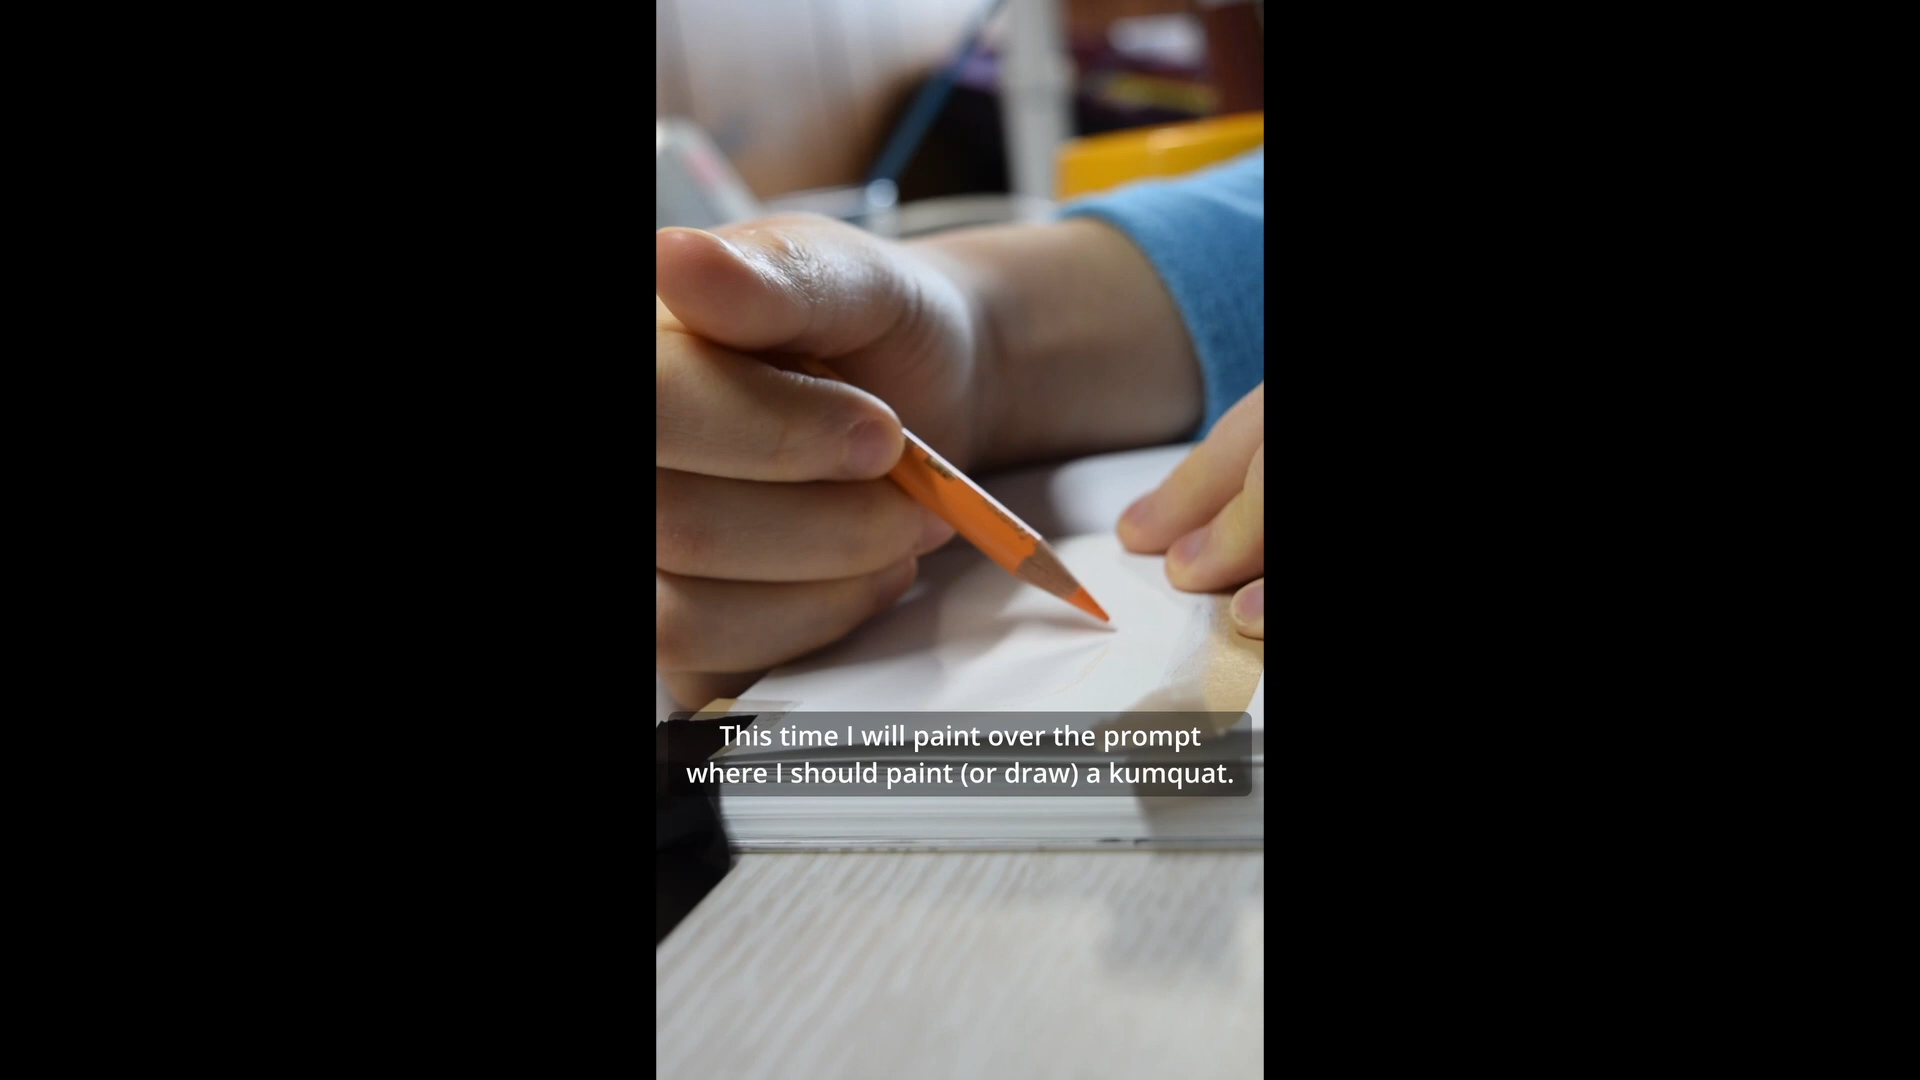 This time I will paint over the prompt
where I should paint (or draw) a kumquat.